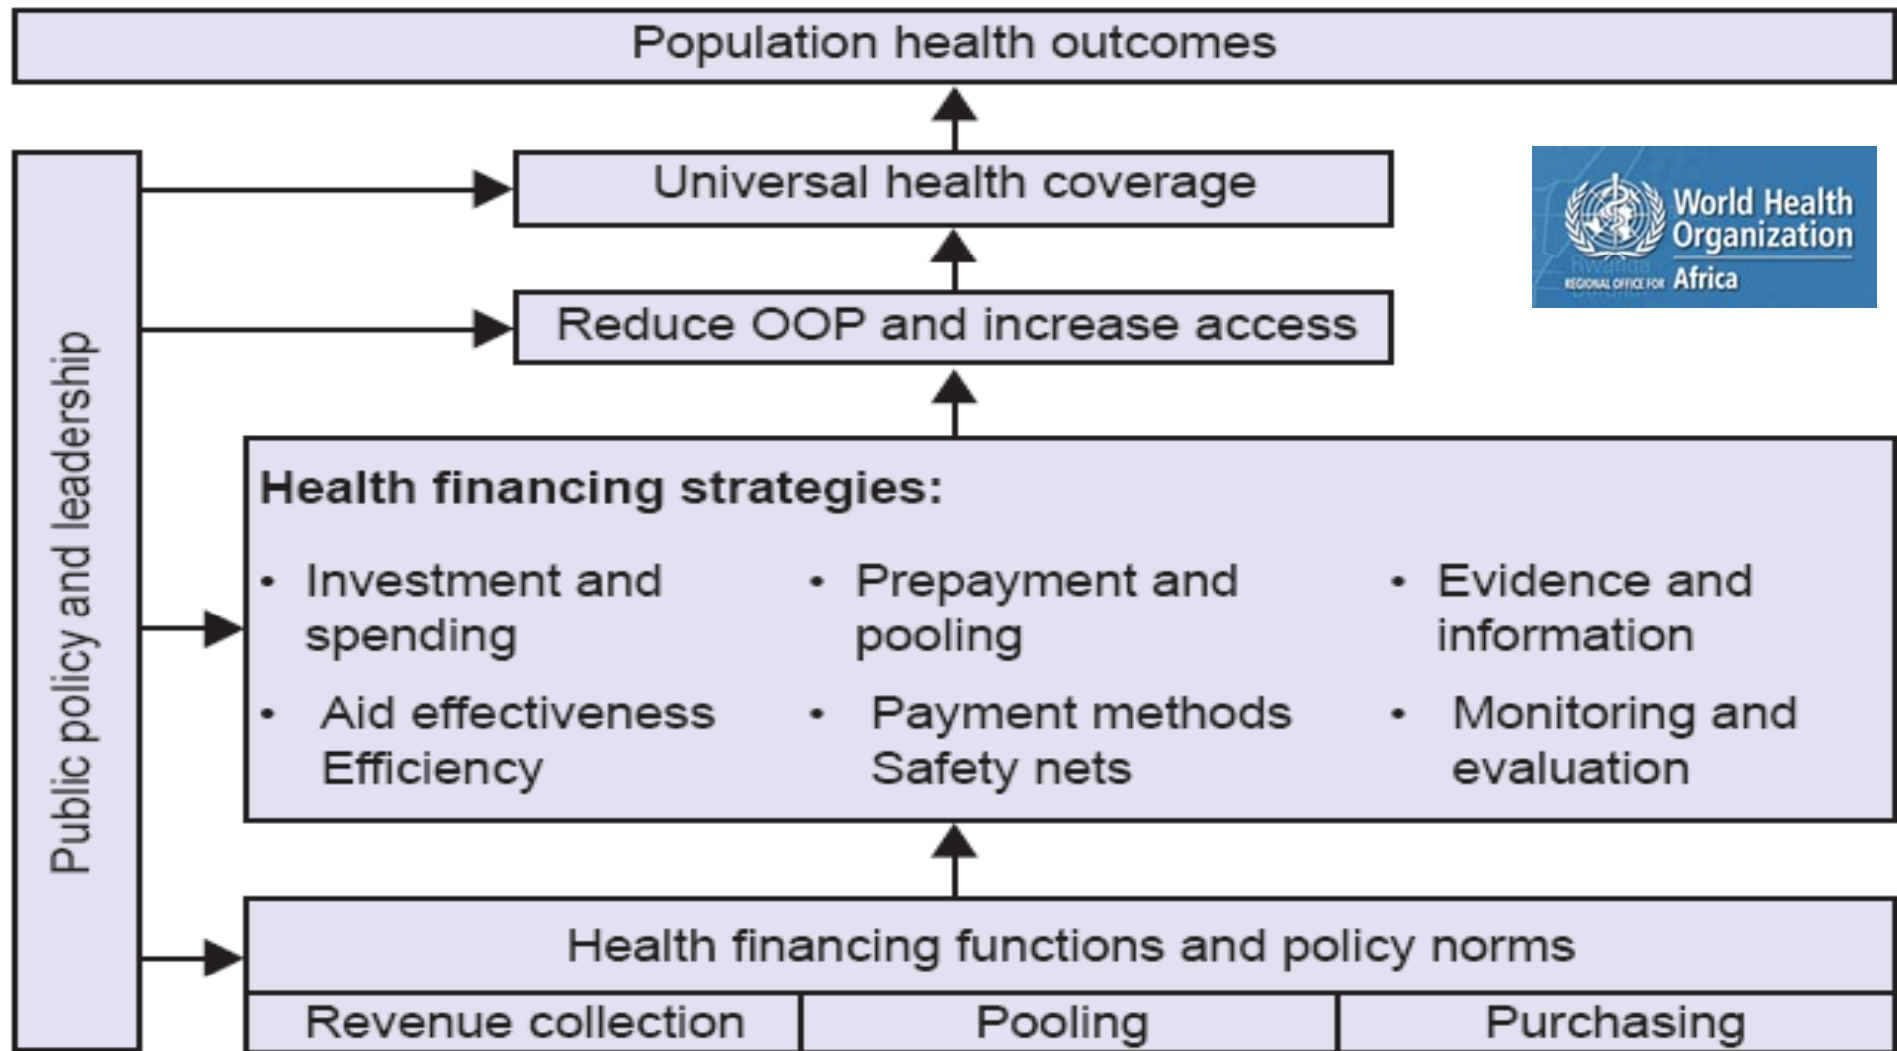 Population health outcomes
Universal health coverage
World Health
Organization
REGIONAL OFFICE FOR Africa
Rwanda
Reduce OOP and increase access
Public policy and leadership
Health financing strategies:
• Investment and
spending
• Prepayment and
pooling
• Evidence and
information
• Aid effectiveness
Efficiency
• Payment methods
Safety nets
• Monitoring and
evaluation
Health financing functions and policy norms
Revenue collection
Pooling
Purchasing